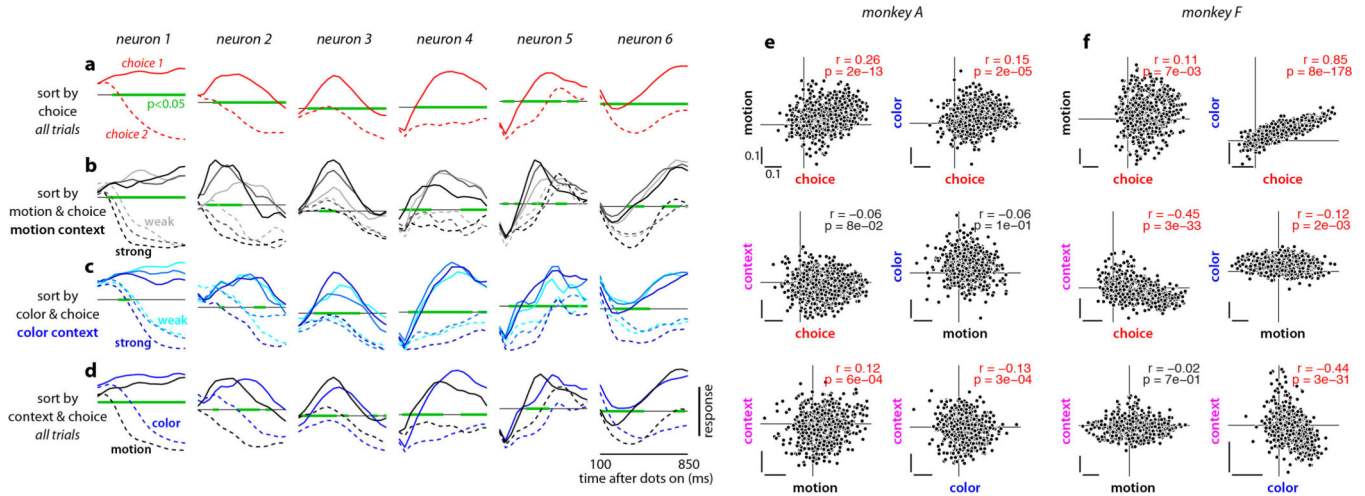 monkey A
monkey F
neuron 1
neuron 2
neuron 3
neuron 4
neuron 5
neuron 6
a
sort by
choice
all trials
choice 1
p<0.05
choice 2
b
sort by
motion & choice
motion context
weak
strong
c
sort by
color & choice
color context
weak
strong
d
sort by
context & choice
all trials
color
motion
response
100
850
time after dots on (ms)
e
r = 0.26
p = 2e−13
motion
0.1
0.1
choice
r = 0.15
p = 2e−05
color
choice
r = −0.06
p = 8e−02
context
choice
r = −0.06
p = 1e−01
color
motion
r = 0.12
p = 6e−04
context
motion
r = −0.13
p = 3e−04
context
color
f
r = 0.11
p = 7e−03
motion
choice
r = 0.85
p = 8e−178
color
choice
r = −0.45
p = 3e−33
context
choice
r = −0.12
p = 2e−03
color
motion
r = −0.02
p = 7e−01
context
motion
r = −0.44
p = 3e−31
context
color